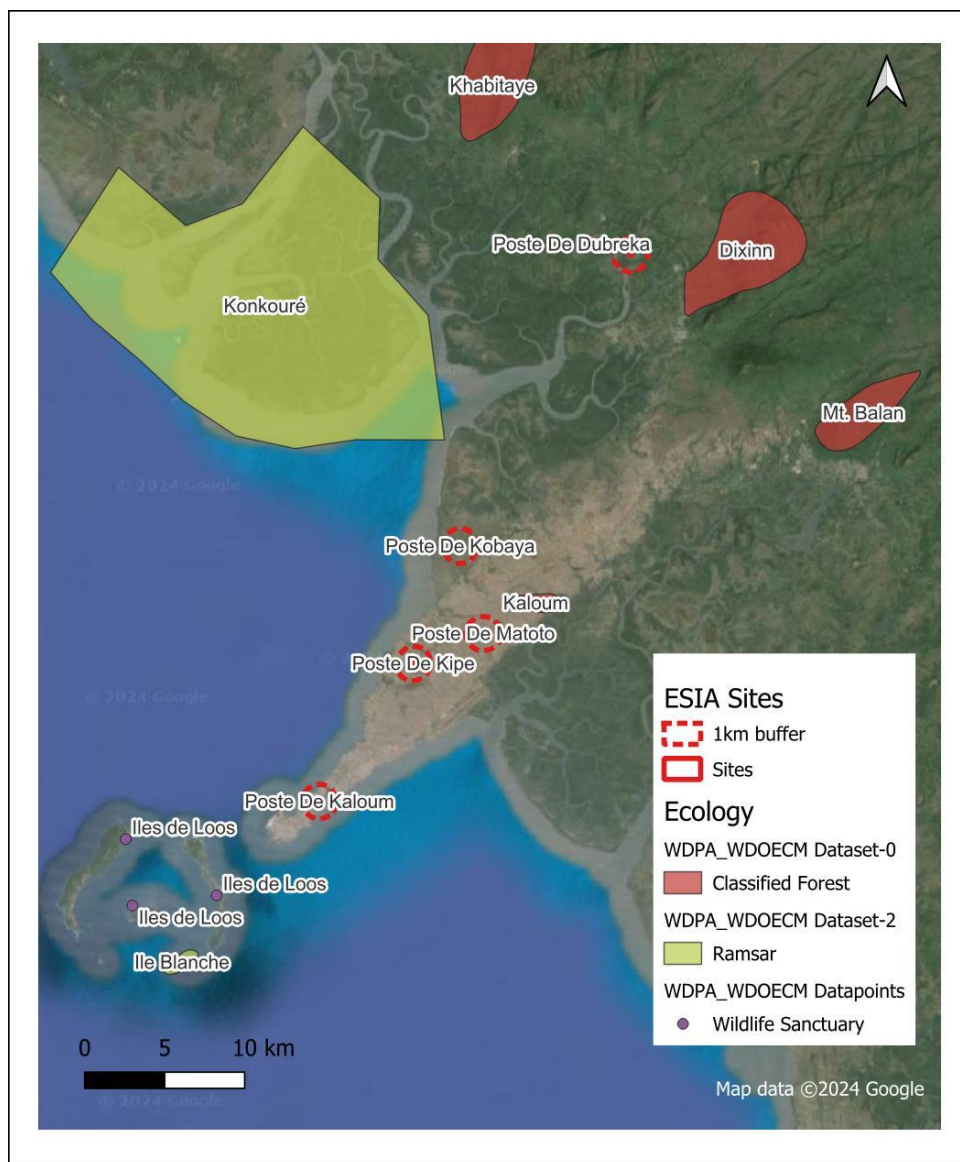 Khabitaye
Poste De Dubreka
Dixinn
Konkouré
Google
Mt. Balan
© 2024 Google
Poste De Kobaya
Kaloum
Poste De Matoto
Poste De Kipe
© 2024 Google
Poste De Kaloum
Iles de Loos
Iles de Loos
Iles de Loos
Ile Blanche
ESIA Sites
1km buffer
Sites
Ecology
WDPA_WDOECM Dataset-0
Classified Forest
WDPA_WDOECM Dataset-2
Ramsar
WDPA_WDOECM Datapoints
Wildlife Sanctuary
0 5 10 km
© 2024 Google
Map data ©2024 Google